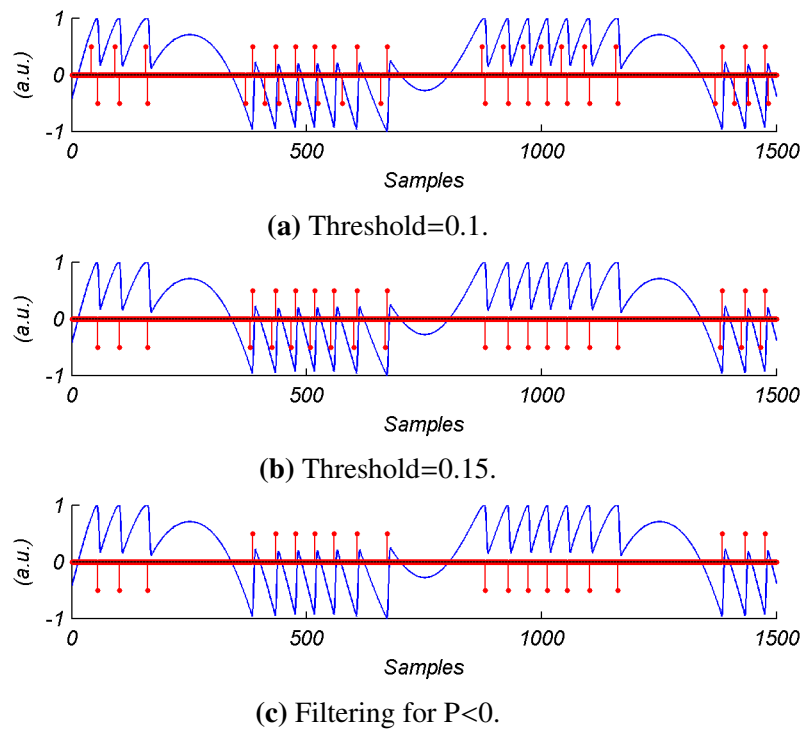 1
0
-1
(a.u.)
0 500 1000 1500
Samples
(a) Threshold=0.1.
1
0
-1
(a.u.)
0 500 1000 1500
Samples
(b) Threshold=0.15.
1
0
-1
(a.u.)
0 500 1000 1500
Samples
(c) Filtering for P<0.